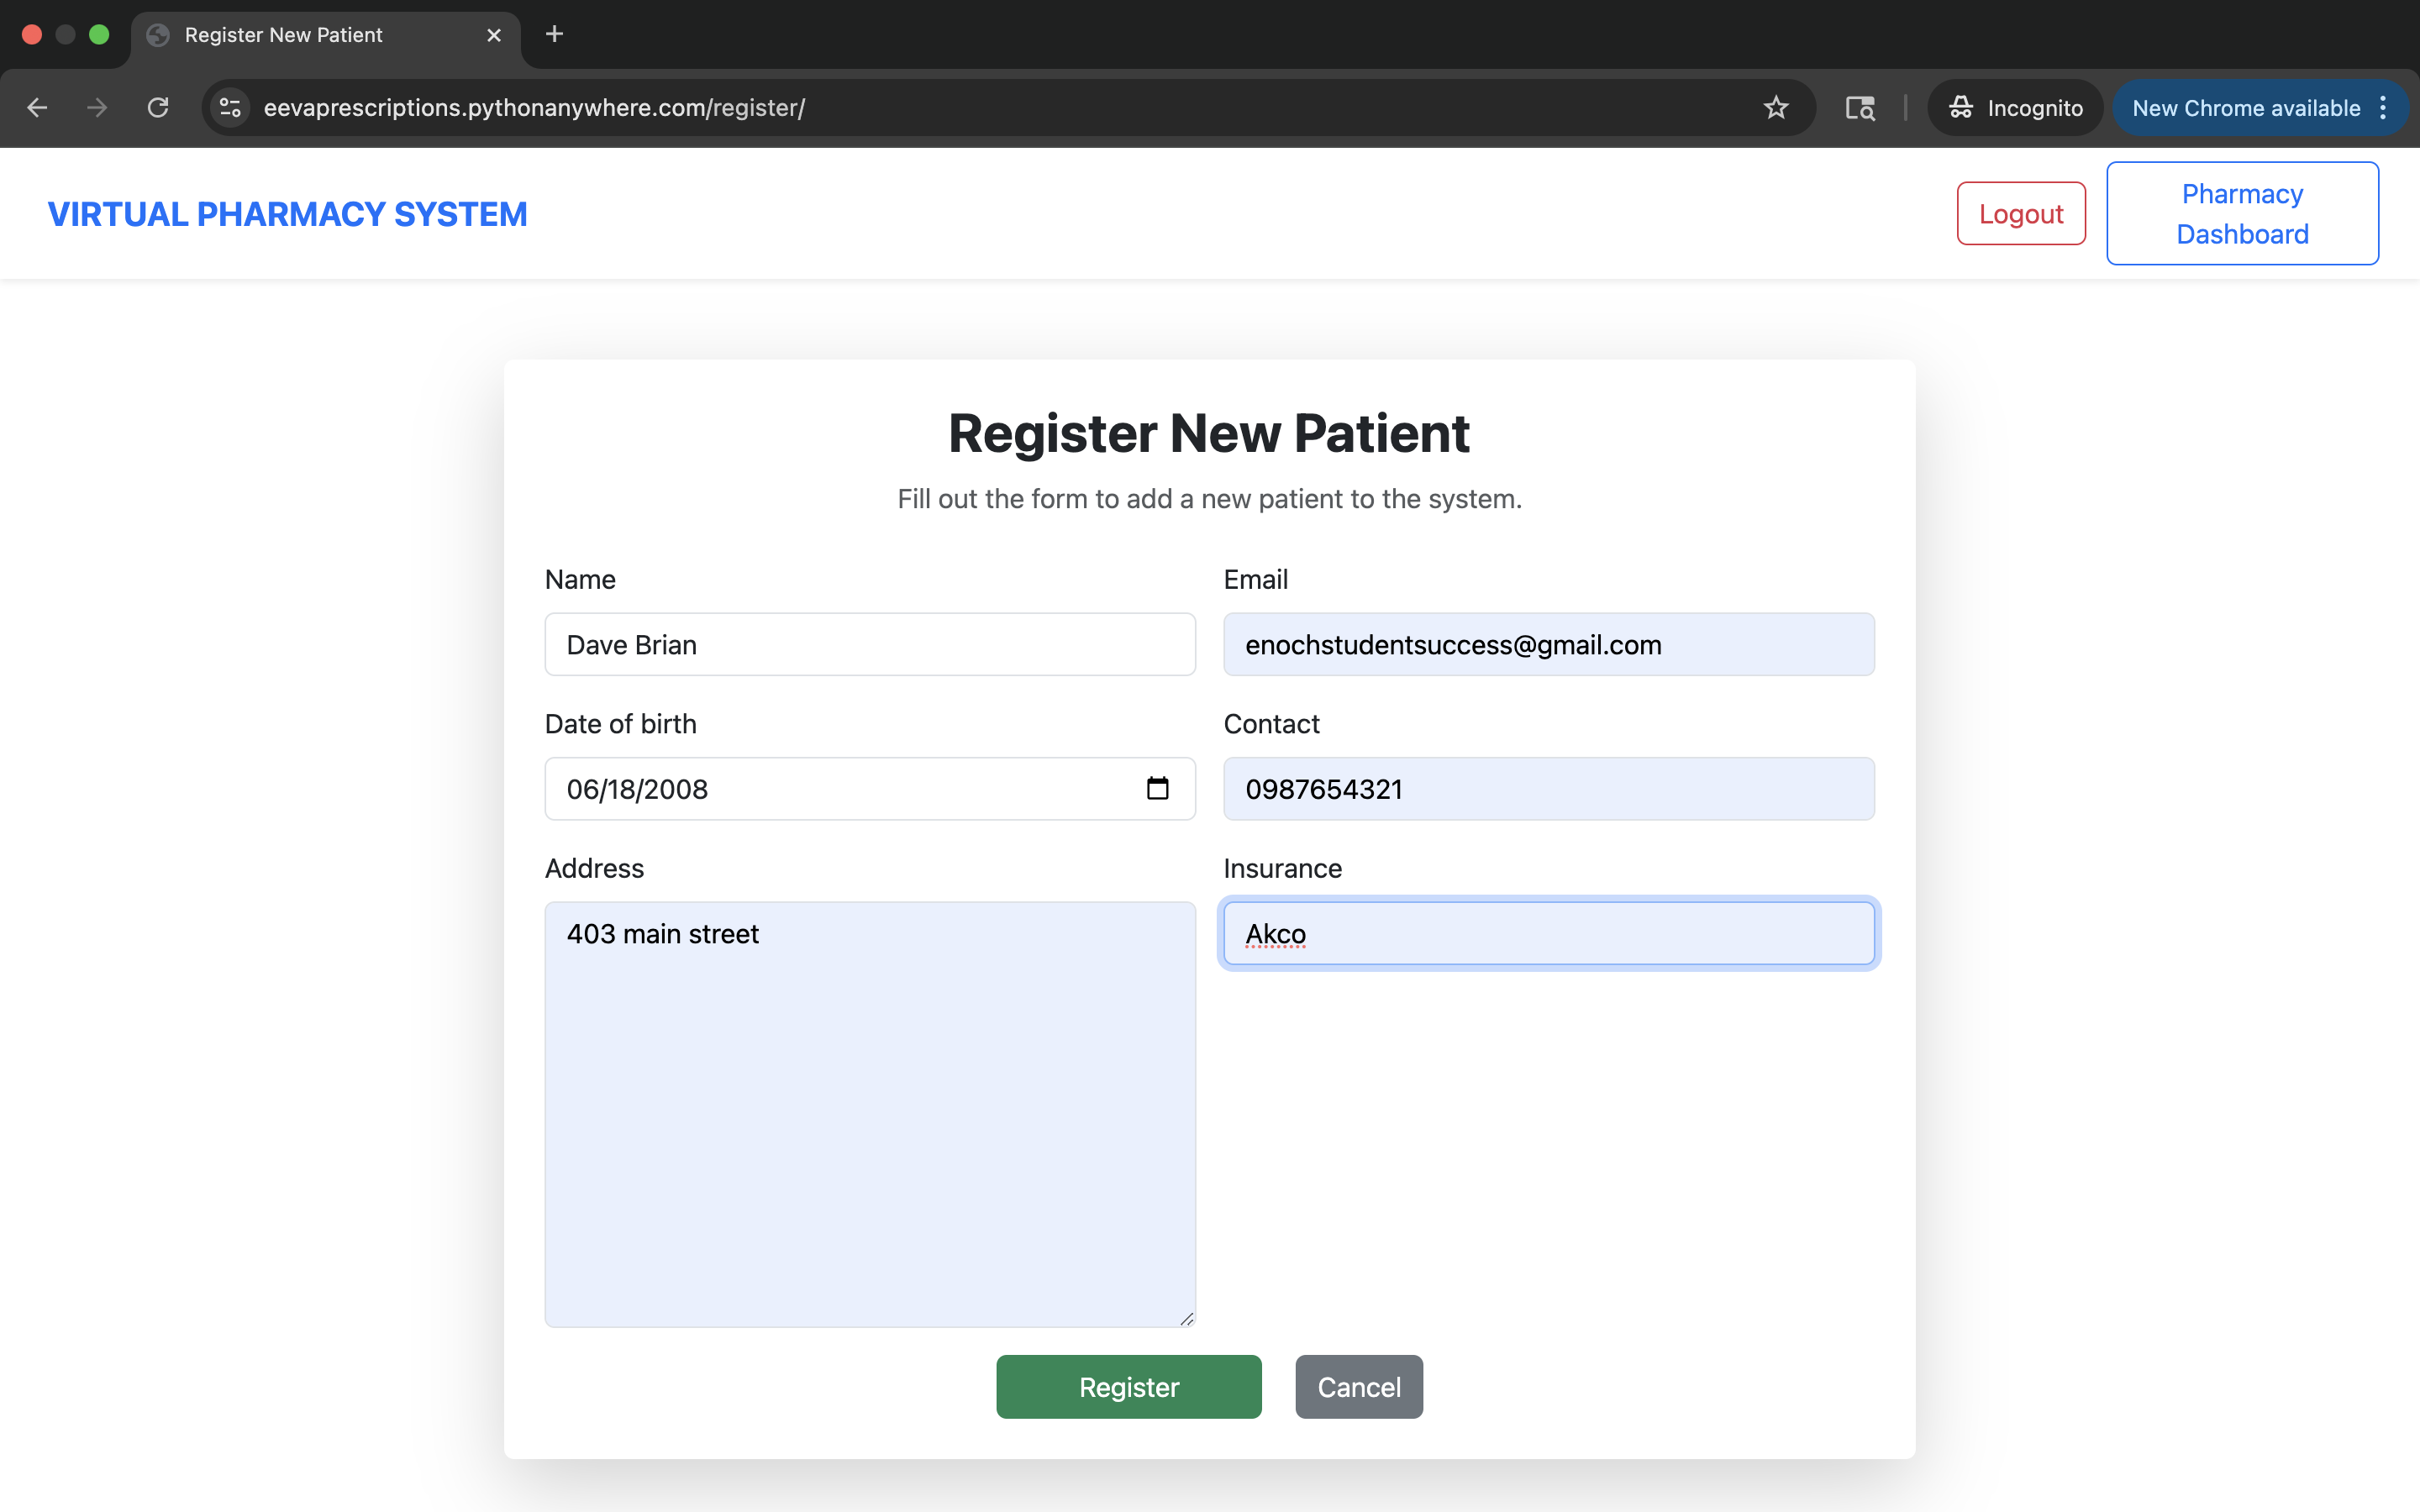 Register New Patient
eevaprescriptions.pythonanywhere.com/register/
Incognito
New Chrome available
VIRTUAL PHARMACY SYSTEM
Logout
Pharmacy
Dashboard
Register New Patient
Fill out the form to add a new patient to the system.
Name
Email
Dave Brian
enochstudentsuccess@gmail.com
Date of birth
Contact
06/18/2008
0987654321
Address
Insurance
403 main street
Akco
Register
Cancel